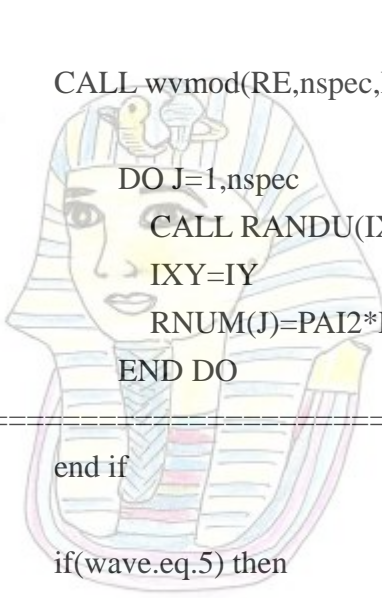 CALL wvmod(RE,nspec,
DO J=1,nspec
CALL RANDU(IX
IXY=IY
RNUM(J)=PAI2*
END DO
end if
if(wave.eq.5) then